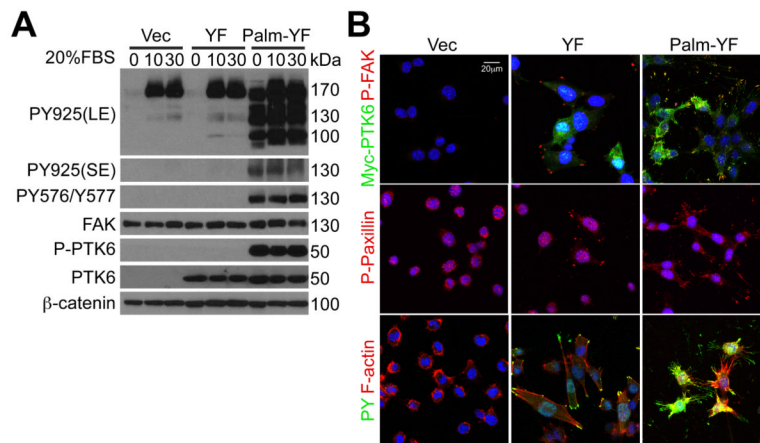 A
Vec YF Palm-YF
20%FBS 0 10 30 0 10 30 0 10 30 kDa
PY925(LE) 170
130
100
PY925(SE) 130
PY576/Y577 130
FAK 130
P-PTK6 50
PTK6 50
β-catenin 100
B
Vec YF Palm-YF
20μm
Myc-PTK6 P-FAK
P-Paxillin
PY F-actin